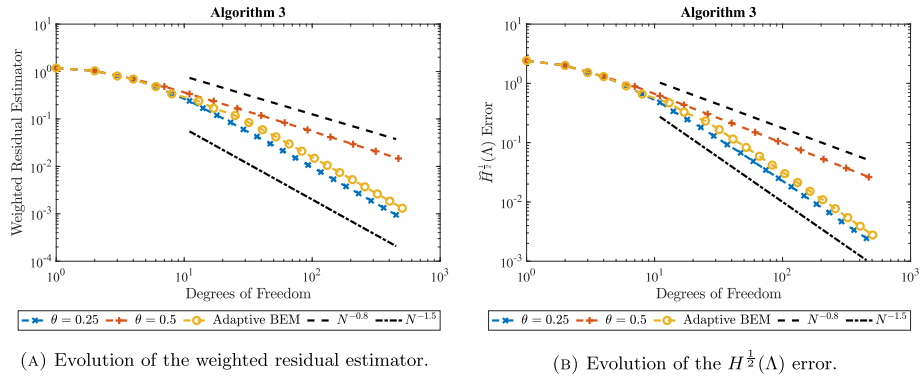 Algorithm 3
10^1
10^0
10^-1
10^-2
10^-3
10^-4
Weighted Residual Estimator
10^0
10^1
10^2
10^3
Degrees of Freedom
θ = 0.25
θ = 0.5
Adaptive BEM
N^-0.8
N^-1.5
(A) Evolution of the weighted residual estimator.
Algorithm 3
10^1
10^0
10^-1
10^-2
10^-3
H̃^1/2(Λ) Error
10^0
10^1
10^2
10^3
Degrees of Freedom
θ = 0.25
θ = 0.5
Adaptive BEM
N^-0.8
N^-1.5
(B) Evolution of the H^1/2(Λ) error.